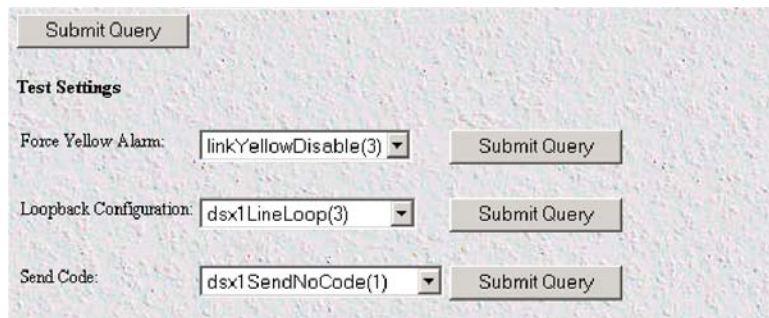 Submit Query
Test Settings
Force Yellow Alarm: linkYellowDisable(3) Submit Query
Loopback Configuration: dsx1LineLoop(3) Submit Query
Send Code: dsx1SendNoCode(1) Submit Query